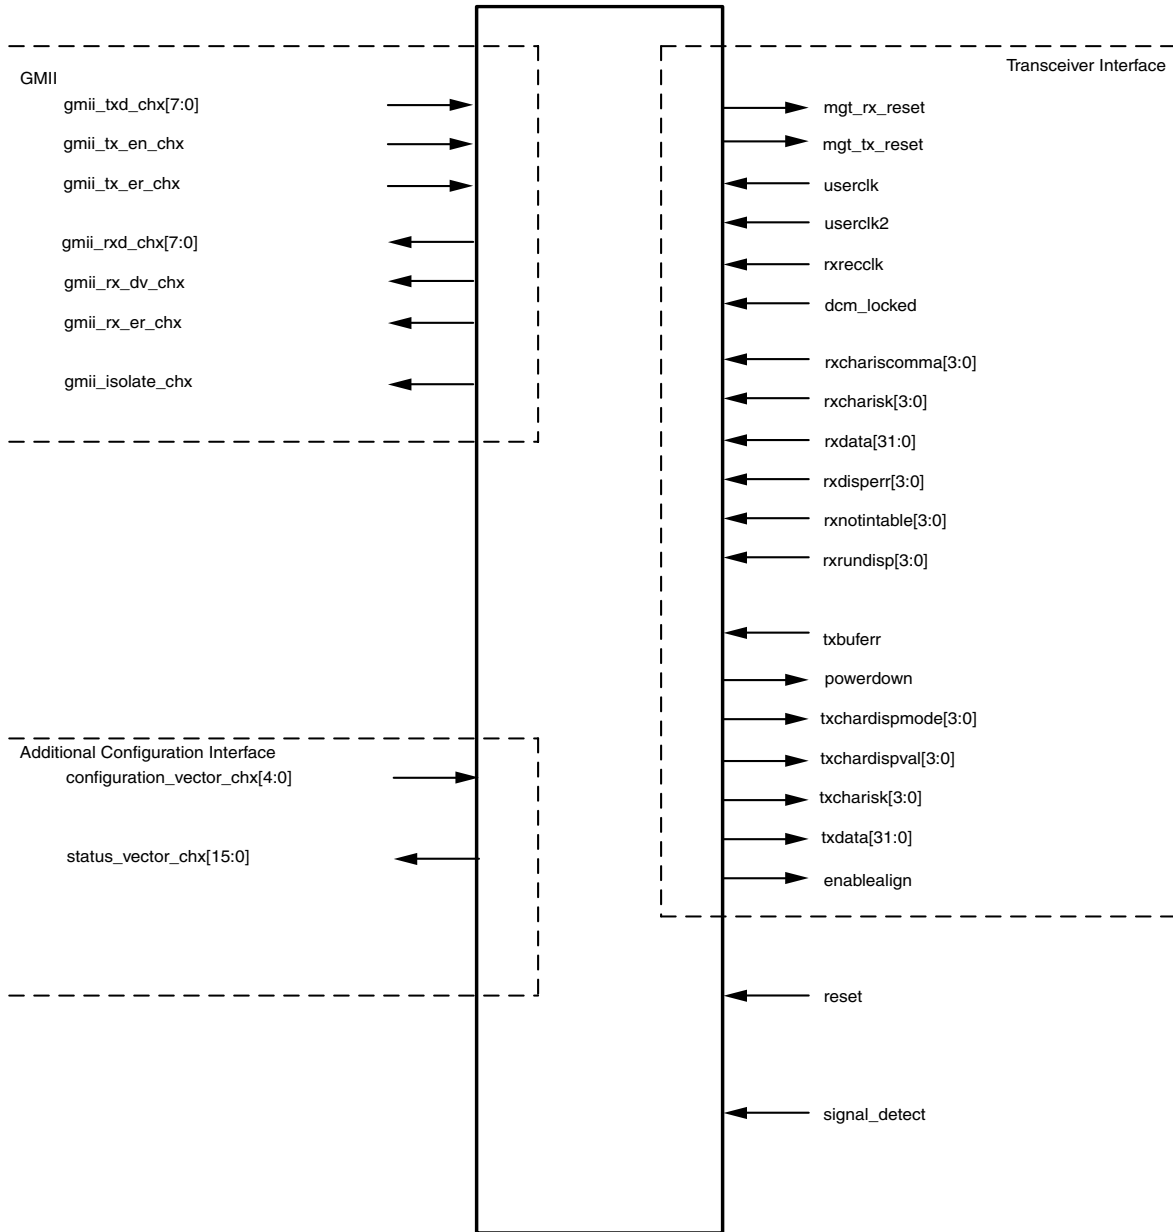 GMII
gmii_txd_chx[7:0]
gmii_tx_en_chx
gmii_tx_er_chx
gmii_rxd_chx[7:0]
gmii_rx_dv_chx
gmii_rx_er_chx
gmii_isolate_chx
Additional Configuration Interface
configuration_vector_chx[4:0]
status_vector_chx[15:0]
Transceiver Interface
mgt_rx_reset
mgt_tx_reset
userclk
userclk2
rxrecclk
dcm_locked
rxchariscomma[3:0]
rxcharisk[3:0]
rxdata[31:0]
rxdisperr[3:0]
rxnotintable[3:0]
rxrundisp[3:0]
txbuferr
powerdown
txchardispmode[3:0]
txchardispval[3:0]
txcharisk[3:0]
txdata[31:0]
enablealign
reset
signal_detect